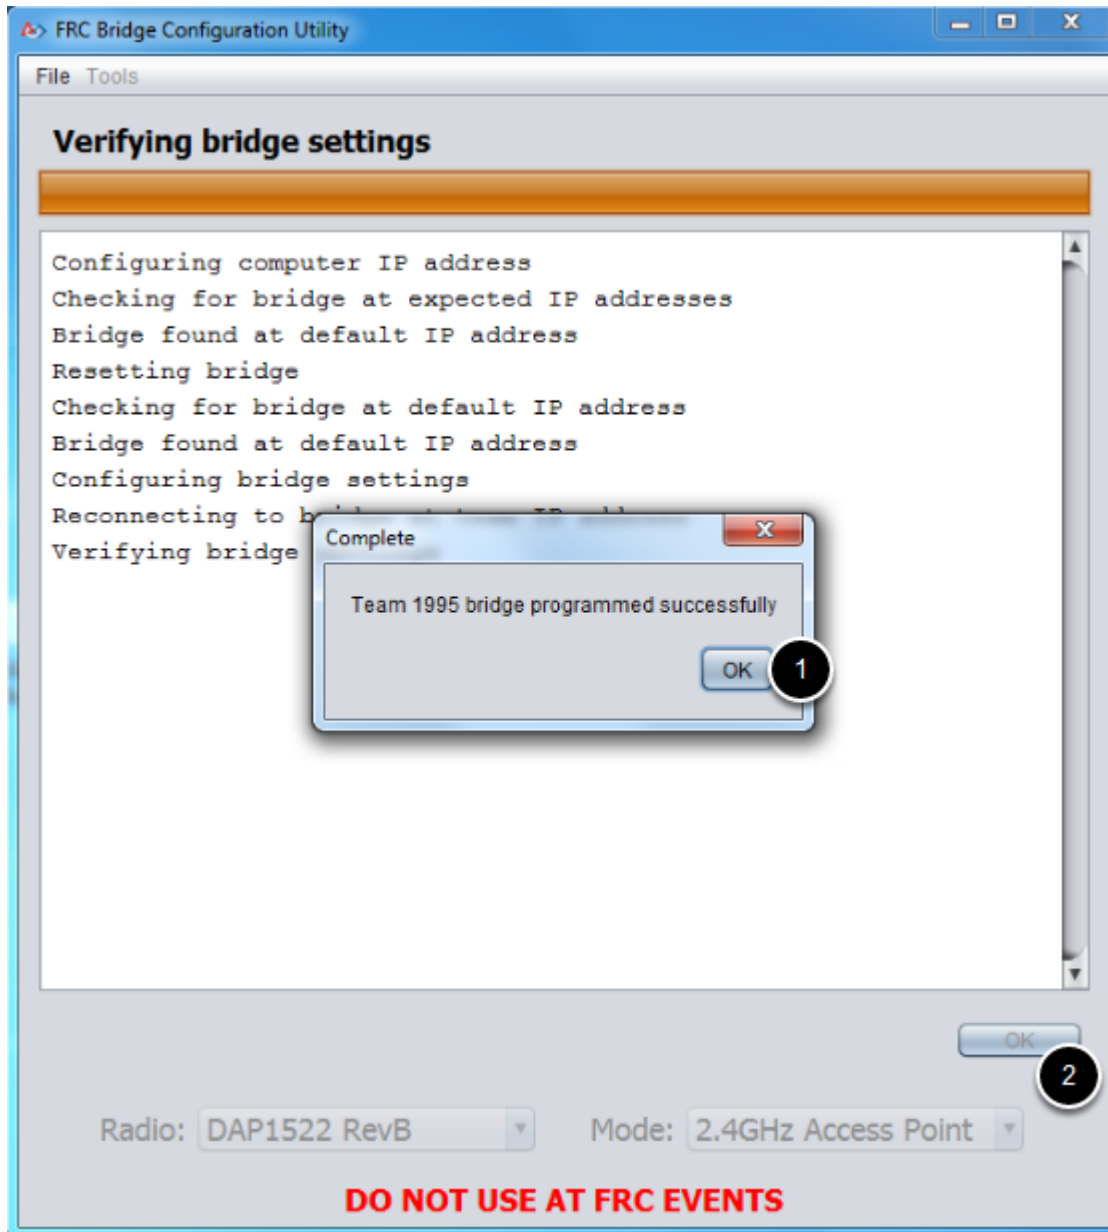 FRC Bridge Configuration Utility
File Tools
Verifying bridge settings
Configuring computer IP address
Checking for bridge at expected IP addresses
Bridge found at default IP address
Resetting bridge
Checking for bridge at default IP address
Bridge found at default IP address
Configuring bridge settings
Reconnecting to
Verifying bridge
Complete
Team 1995 bridge programmed successfully
OK
1
OK
2
Radio: DAP1522 RevB Mode: 2.4GHz Access Point
DO NOT USE AT FRC EVENTS